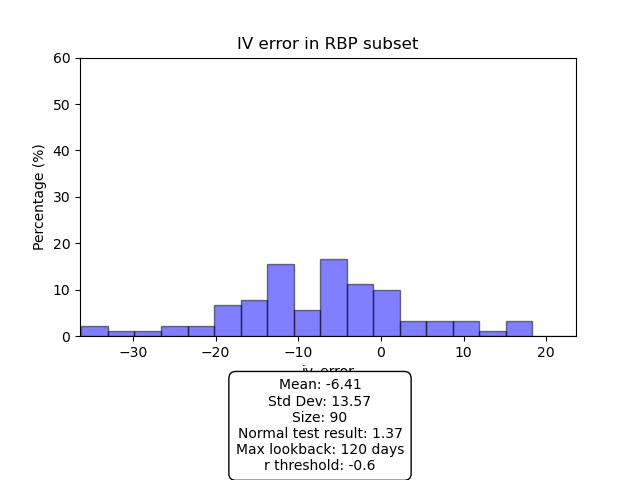 IV error in RBP subset
Percentage (%)
60
50
40
30
20
10
0
−30
−20
−10
0
10
20
iv_error
Mean: -6.41
Std Dev: 13.57
Size: 90
Normal test result: 1.37
Max lookback: 120 days
r threshold: -0.6